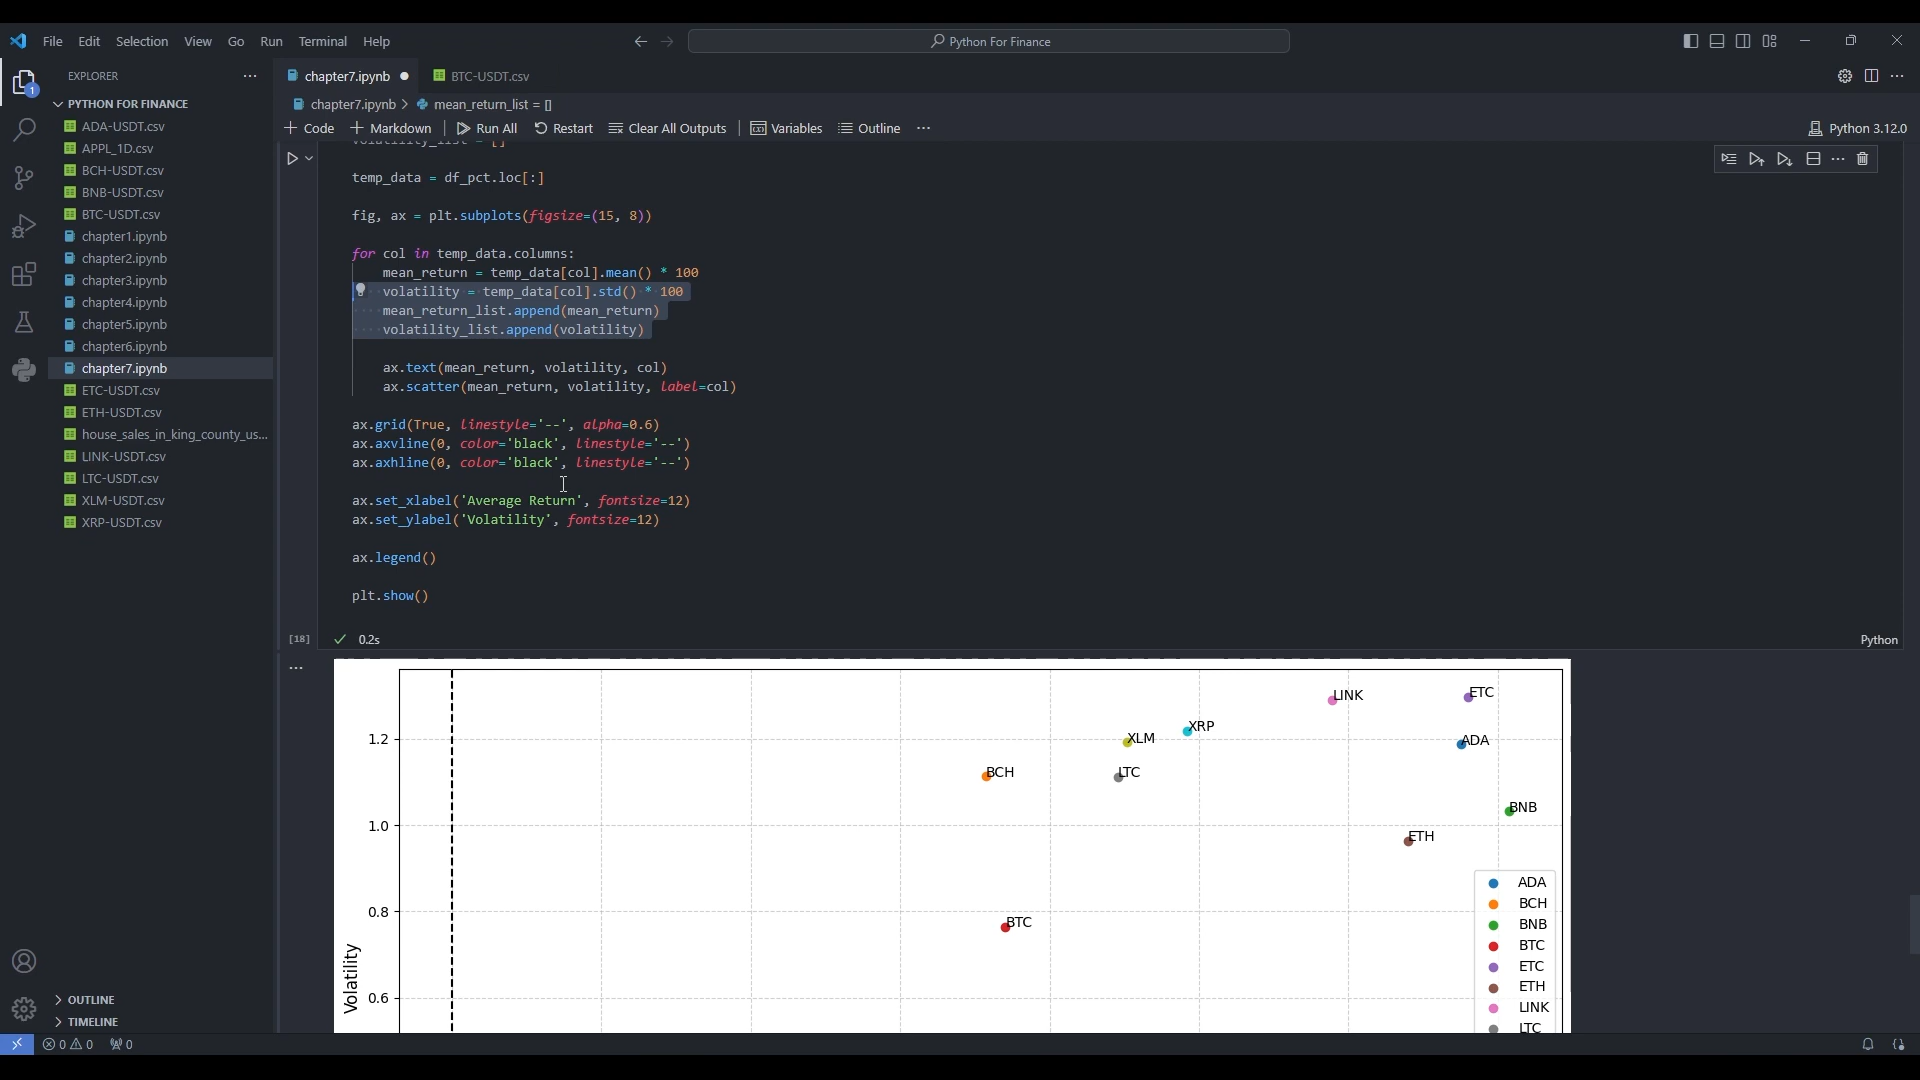 File Edit Selection View Go Run Terminal Help
Python For Finance
EXPLORER
PYTHON FOR FINANCE
ADA-USDT.csv
APPL_1D.csv
BCH-USDT.csv
BNB-USDT.csv
BTC-USDT.csv
chapter1.ipynb
chapter2.ipynb
chapter3.ipynb
chapter4.ipynb
chapter5.ipynb
chapter6.ipynb
chapter7.ipynb
ETC-USDT.csv
ETH-USDT.csv
house_sales_in_king_county_us...
LINK-USDT.csv
LTC-USDT.csv
XLM-USDT.csv
XRP-USDT.csv
OUTLINE
TIMELINE
1
chapter7.ipynb
BTC-USDT.csv
chapter7.ipynb > mean_return_list = []
+ Code + Markdown Run All Restart Clear All Outputs Variables Outline ...
Python 3.12.0
volatility_list = []
temp_data = df_pct.loc[:]
fig, ax = plt.subplots(figsize=(15, 8))
for col in temp_data.columns:
mean_return = temp_data[col].mean() * 100
volatility = temp_data[col].std() * 100
mean_return_list.append(mean_return)
volatility_list.append(volatility)
ax.text(mean_return, volatility, col)
ax.scatter(mean_return, volatility, label=col)
ax.grid(True, linestyle='--', alpha=0.6)
ax.axvline(0, color='black', linestyle='--')
ax.axhline(0, color='black', linestyle='--')
ax.set_xlabel('Average Return', fontsize=12)
ax.set_ylabel('Volatility', fontsize=12)
ax.legend()
plt.show()
[18]
0.2s
Python
LINK
ETC
XRP
XLM
ADA
1.2
BCH
LTC
BNB
1.0
ETH
0.8
BTC
Volatility
0.6
ADA
BCH
BNB
BTC
ETC
ETH
LINK
LTC
0 0 0